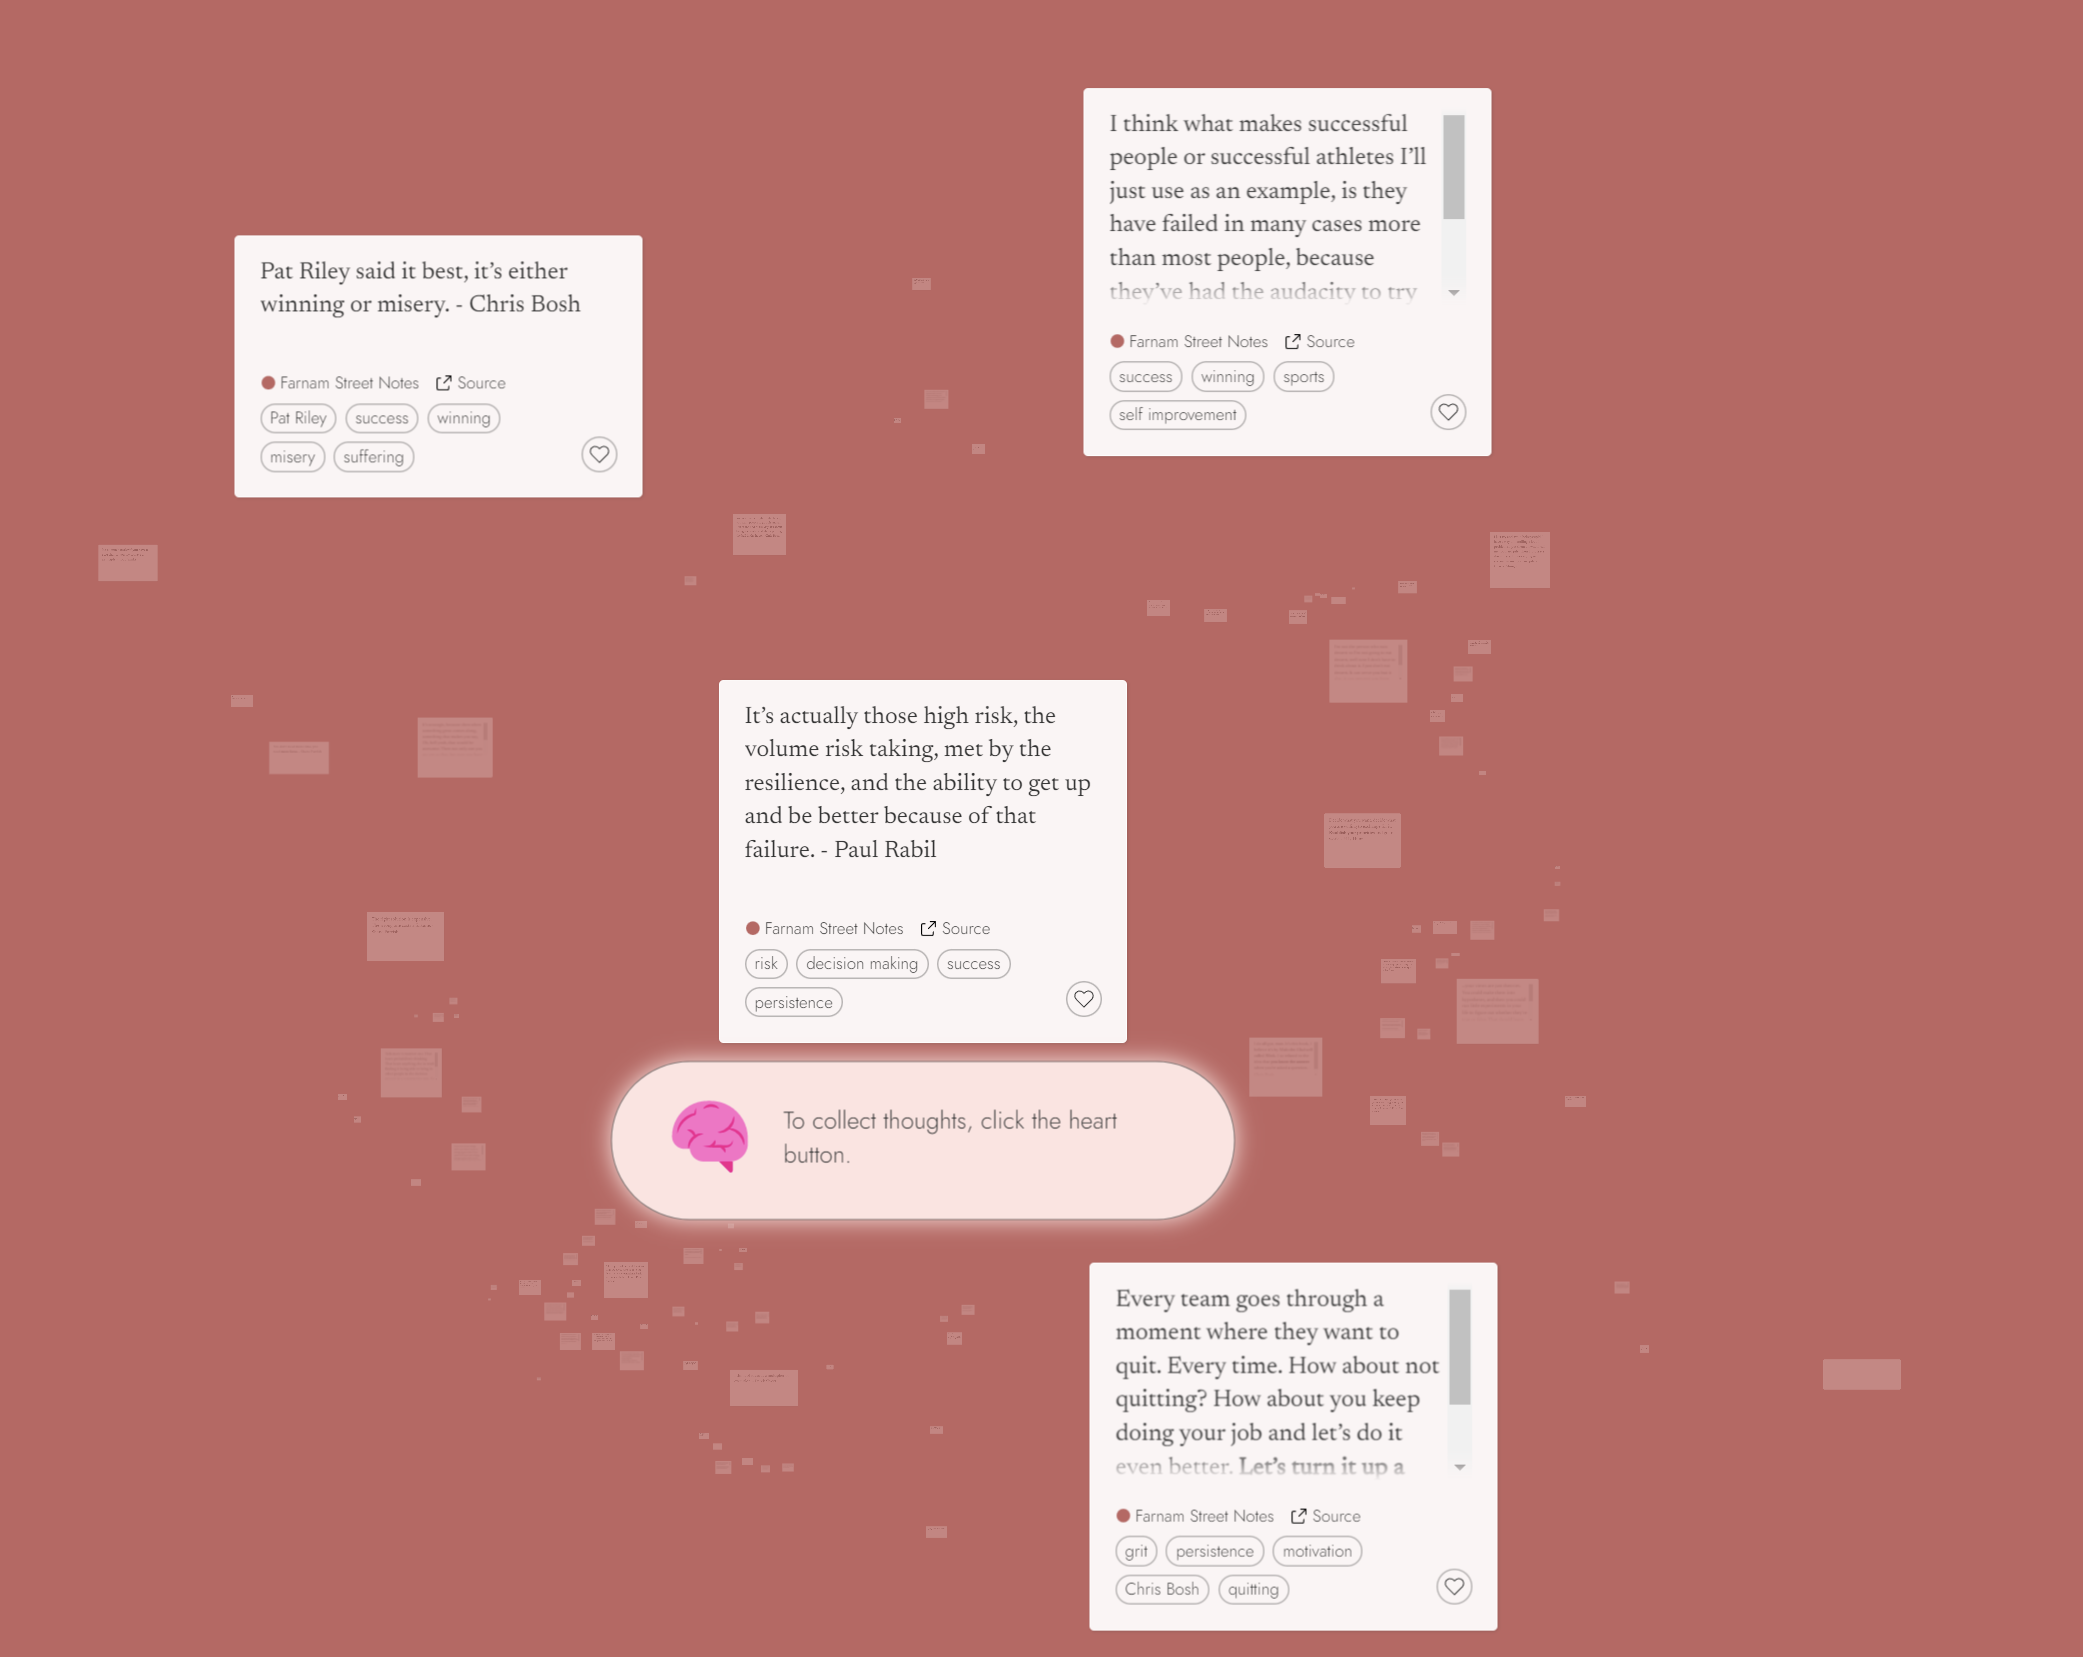 I think what makes successful
people or successful athletes I’ll
just use as an example, is they
have failed in many cases more
than most people, because
they’ve had the audacity to try
Farnam Street Notes Source
success winning sports
self improvement
Pat Riley said it best, it’s either
winning or misery. - Chris Bosh
Farnam Street Notes Source
Pat Riley success winning
misery suffering
It’s actually those high risk, the
volume risk taking, met by the
resilience, and the ability to get up
and be better because of that
failure. - Paul Rabil
Farnam Street Notes Source
risk decision making success
persistence
To collect thoughts, click the heart
button.
Every team goes through a
moment where they want to
quit. Every time. How about not
quitting? How about you keep
doing your job and let’s do it
even better. Let’s turn it up a
Farnam Street Notes Source
grit persistence motivation
Chris Bosh quitting